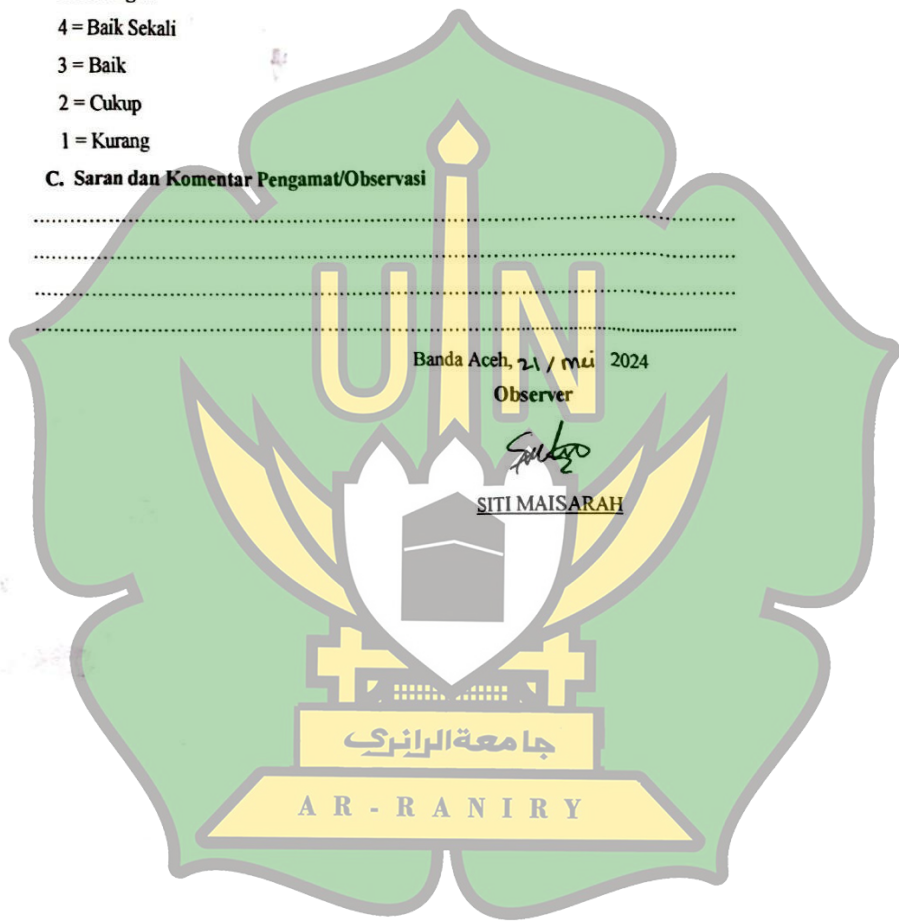 4 = Baik Sekali
3 = Baik
2 = Cukup
1 = Kurang
C. Saran dan Komentar Pengamat/Observasi
........................................................................
........................................................................
........................................................................
........................................................................
Banda Aceh, 21 / mei 2024
Observer
SITI MAISARAH
UIN
جامعة الرانري
AR-RANIRY